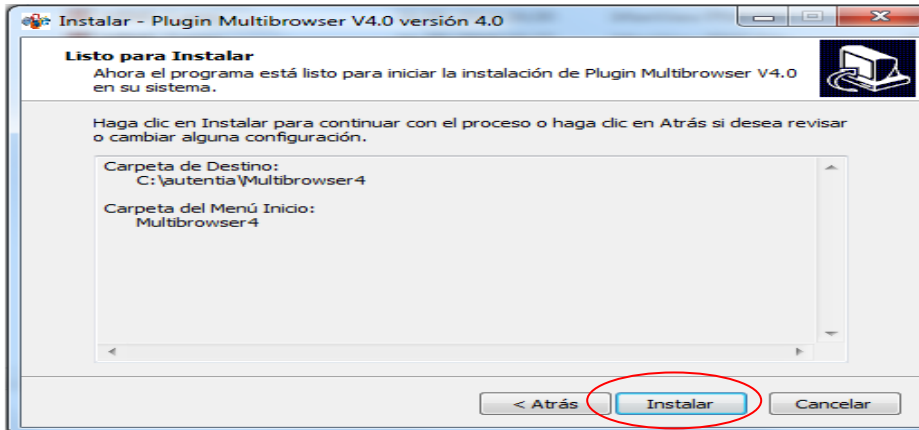 Instalar - Plugin Multibrowser V4.0 versión 4.0
Listo para Instalar
Ahora el programa está listo para iniciar la instalación de Plugin Multibrowser V4.0
en su sistema.
Haga clic en Instalar para continuar con el proceso o haga clic en Atrás si desea revisar
o cambiar alguna configuración.
Carpeta de Destino:
C:\autentia\Multibrowser4
Carpeta del Menú Inicio:
Multibrowser4
< Atrás
Instalar
Cancelar